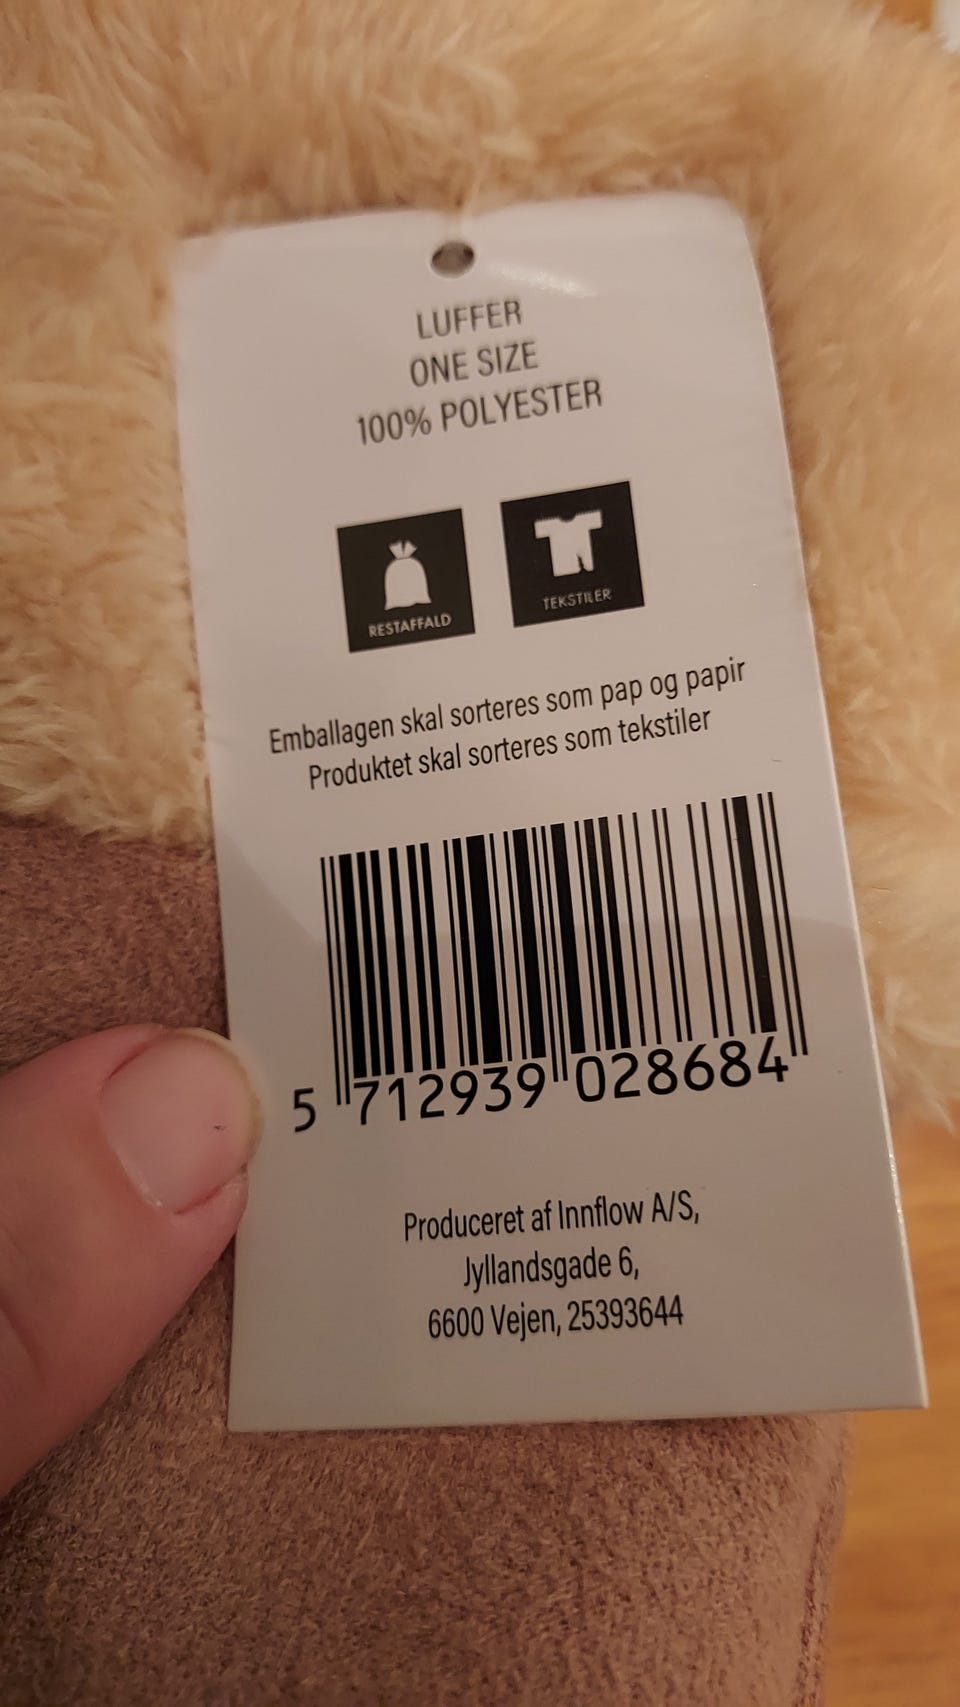 LUFFER
ONE SIZE
100% POLYESTER
RESTAFFALD
TEKSTILER
Emballagen skal sorteres som pap og papir
Produktet skal sorteres som tekstiler
5 712939 028684
Produceret af Innflow A/S,
Jyllandsgade 6,
6600 Vejen, 25393644